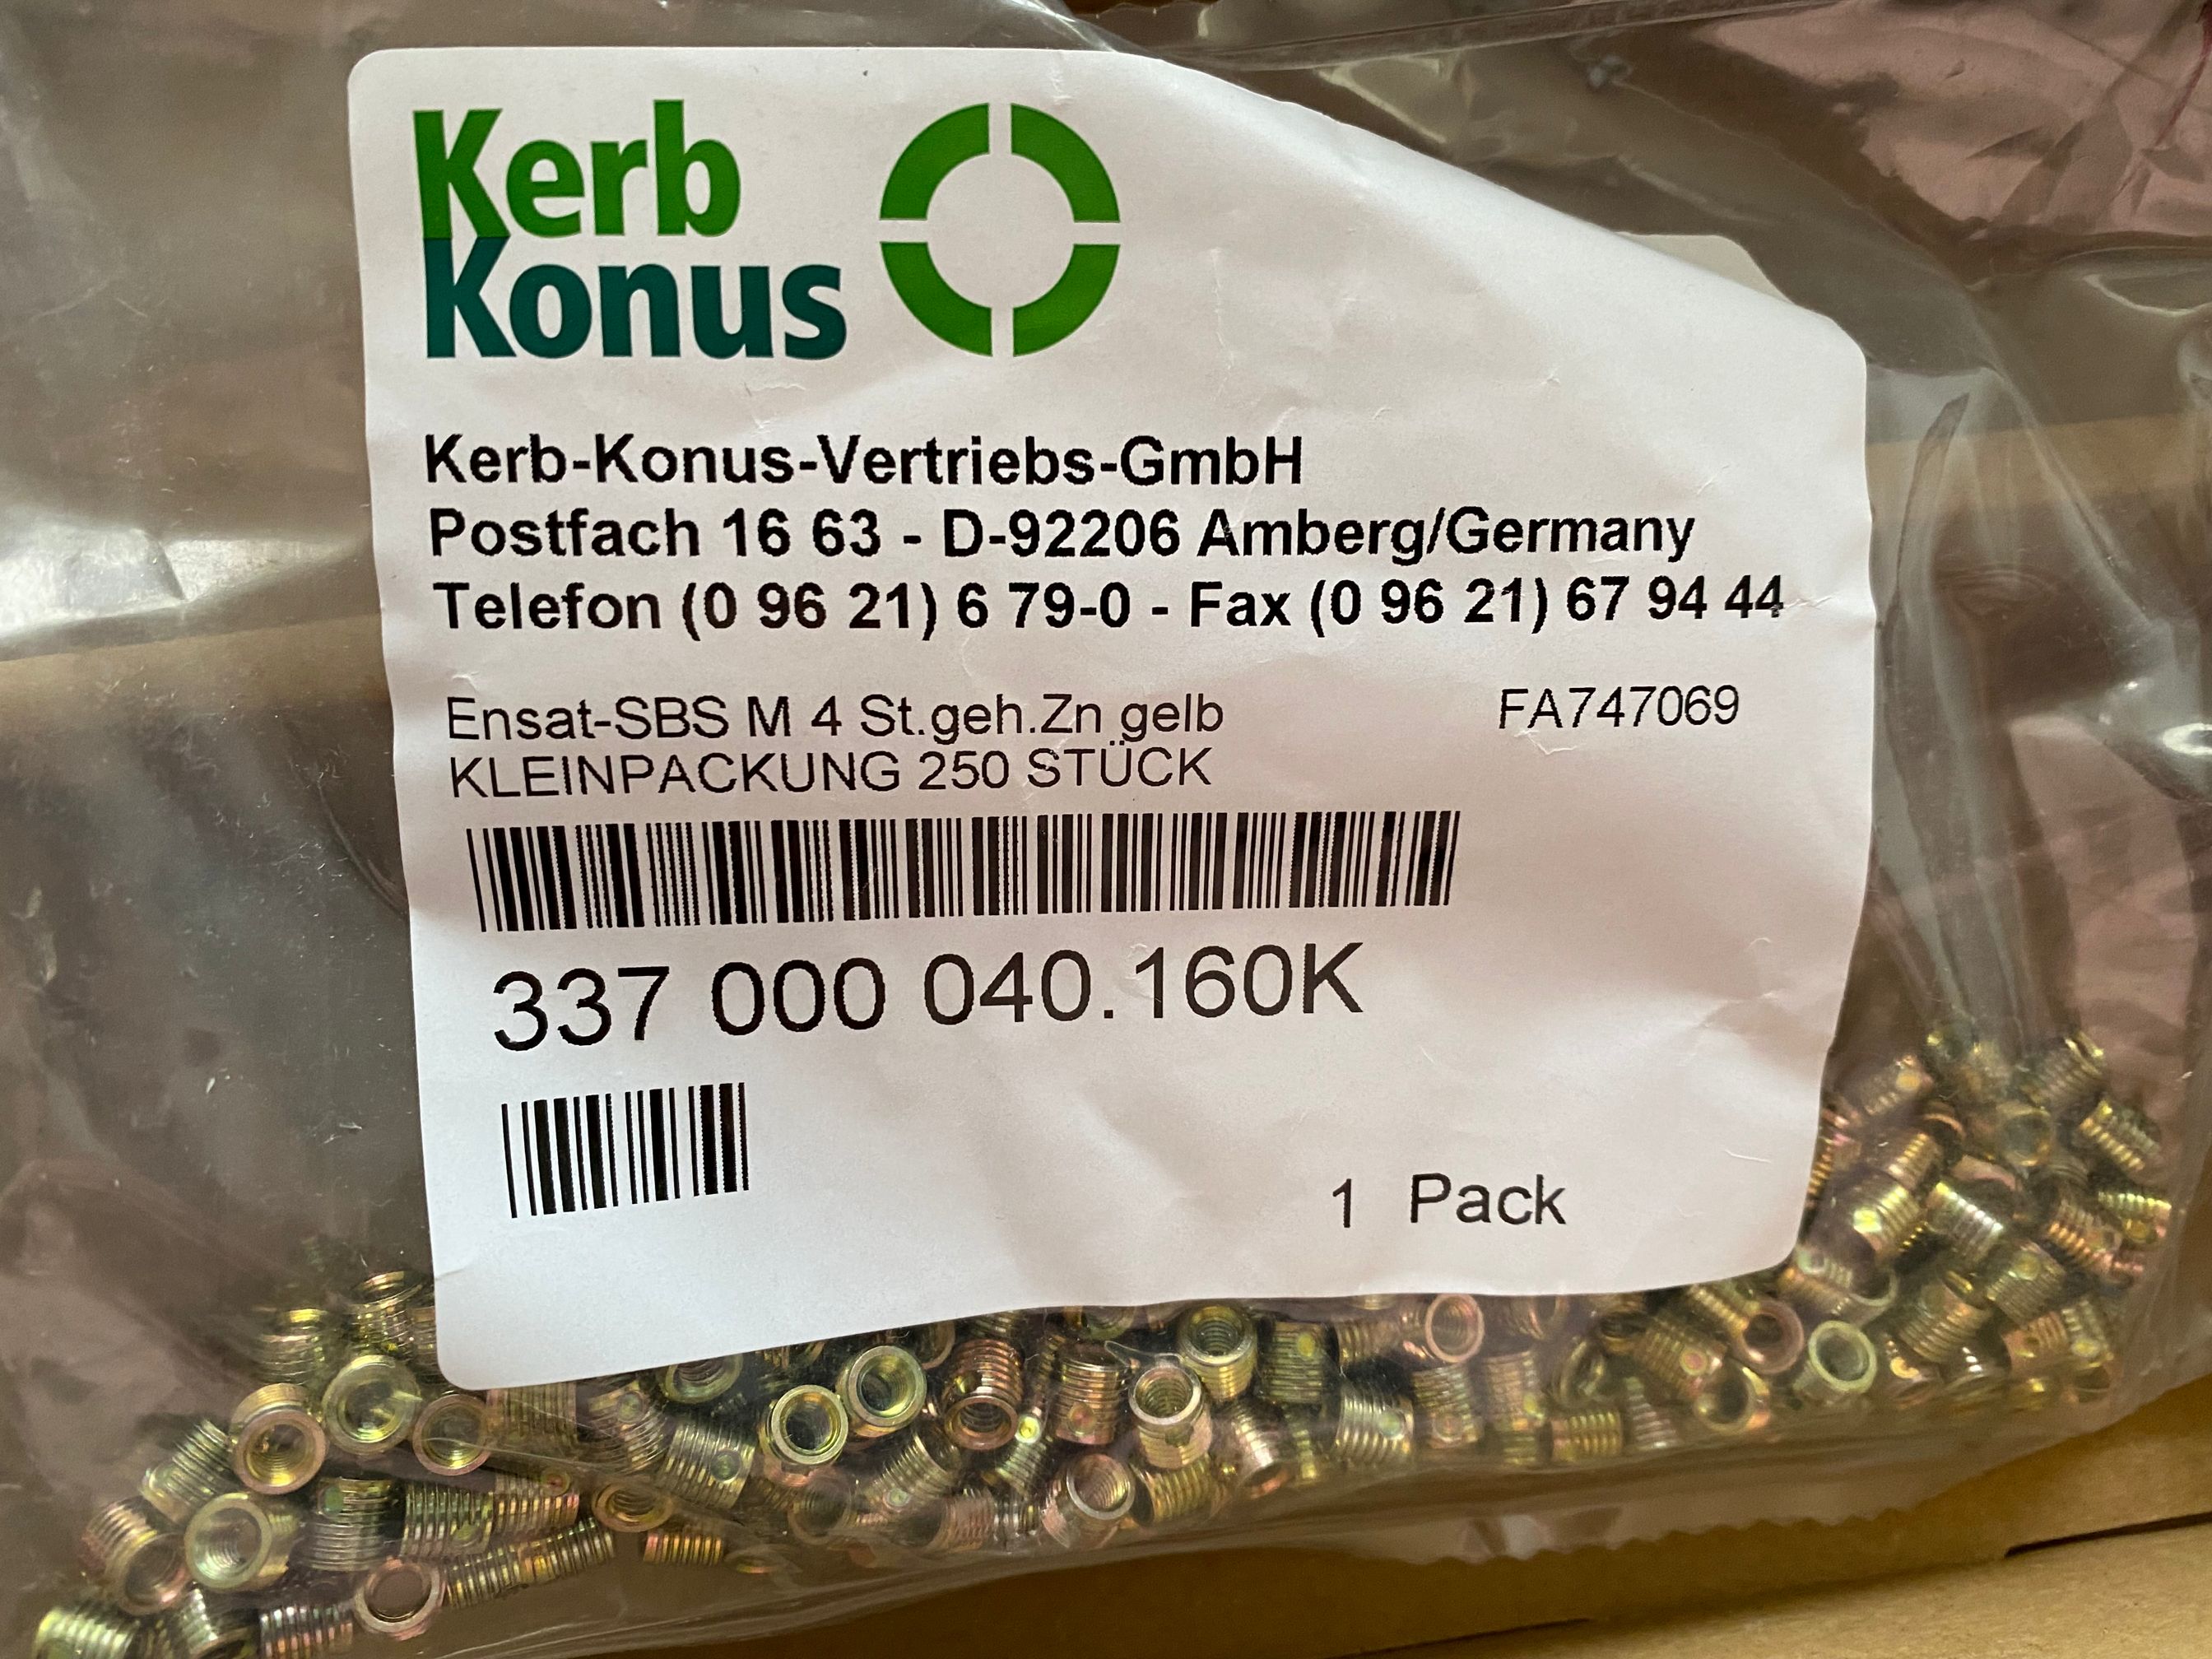 Kerb
Konus
Kerb-Konus-Vertriebs-GmbH
Postfach 16 63 - D-92206 Amberg/Germany
Telefon (0 96 21) 6 79-0 - Fax (0 96 21) 67 94 44
Ensat-SBS M 4 St.geh.Zn gelb FA747069
KLEINPACKUNG 250 STÜCK
337 000 040.160K
1 Pack